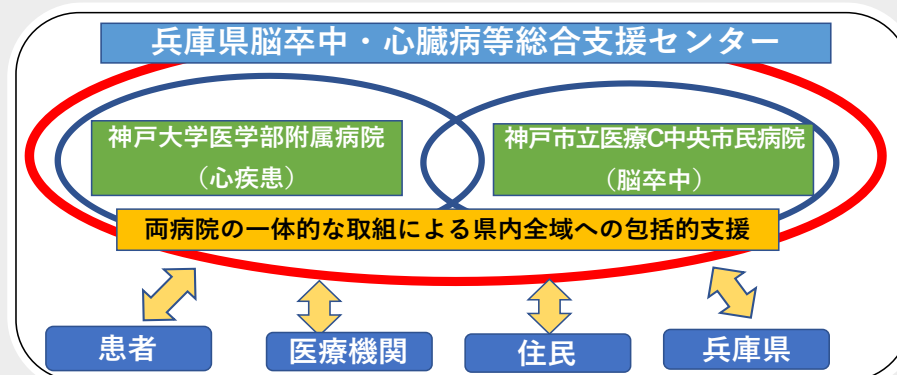 兵庫県脳卒中・心臓病等総合支援センター
神戸大学医学部附属病院
（心疾患）
神戸市立医療C中央市民病院
（脳卒中）
両病院の一体的な取組による県内全域への包括的支援
患者
医療機関
住民
兵庫県